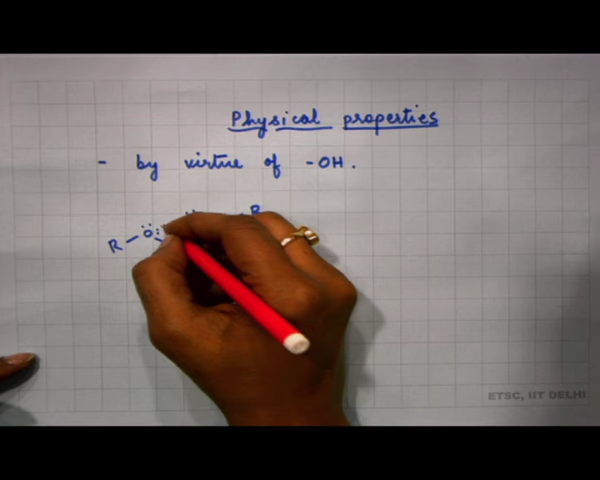 Physical properties
- by virtue of -OH.
R
R - O
ETSC, IIT DELHI